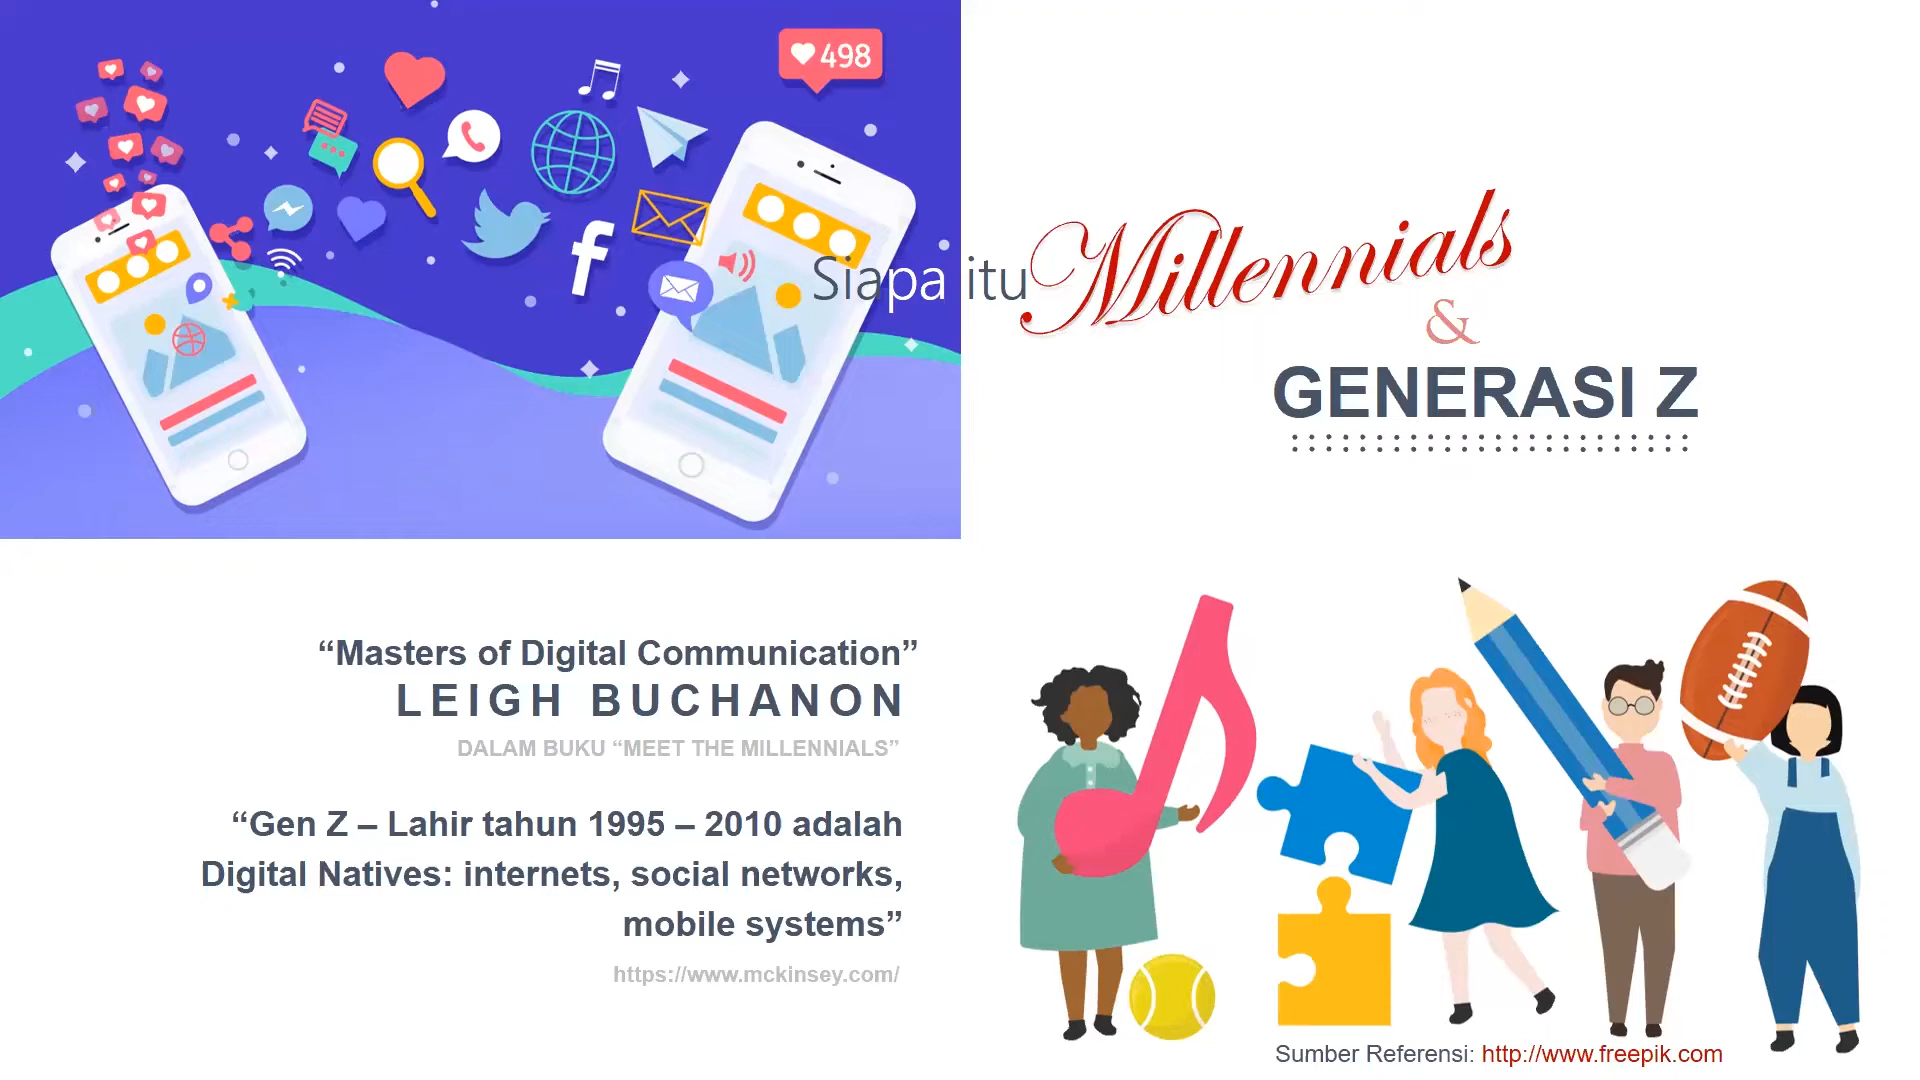 498
Siapa itu Millennials
&
GENERASI Z
“Masters of Digital Communication”
LEIGH BUCHANON
DALAM BUKU “MEET THE MILLENNIALS”
“Gen Z – Lahir tahun 1995 – 2010 adalah
Digital Natives: internets, social networks,
mobile systems”
https://www.mckinsey.com/
Sumber Referensi: http://www.freepik.com